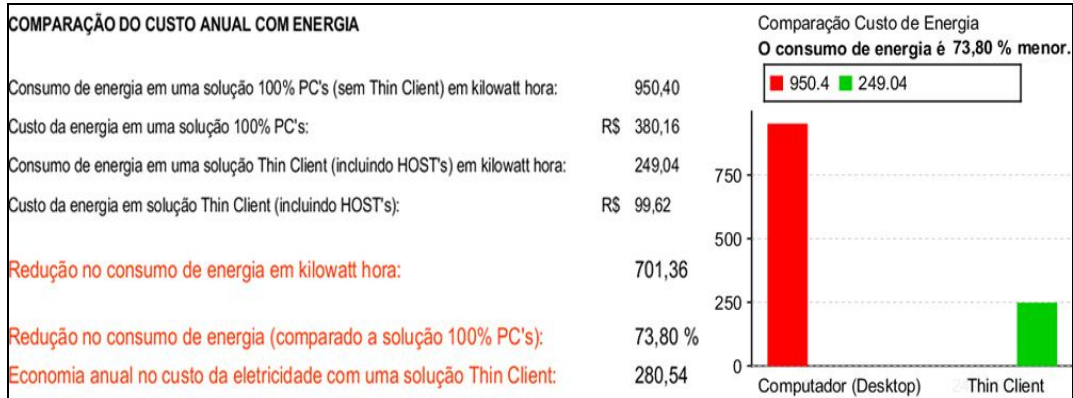 COMPARAÇÃO DO CUSTO ANUAL COM ENERGIA
Consumo de energia em uma solução 100% PC's (sem Thin Client) em kilowatt hora: 950,40
Custo da energia em uma solução 100% PC's: R$ 380,16
Consumo de energia em uma solução Thin Client (incluindo HOST's) em kilowatt hora: 249,04
Custo da energia em solução Thin Client (incluindo HOST's): R$ 99,62
Redução no consumo de energia em kilowatt hora: 701,36
Redução no consumo de energia (comparado a solução 100% PC's): 73,80 %
Economia anual no custo da eletricidade com uma solução Thin Client: 280,54
Comparação Custo de Energia
O consumo de energia é 73,80 % menor.
950.4 249.04
750
500
250
0
Computador (Desktop) Thin Client